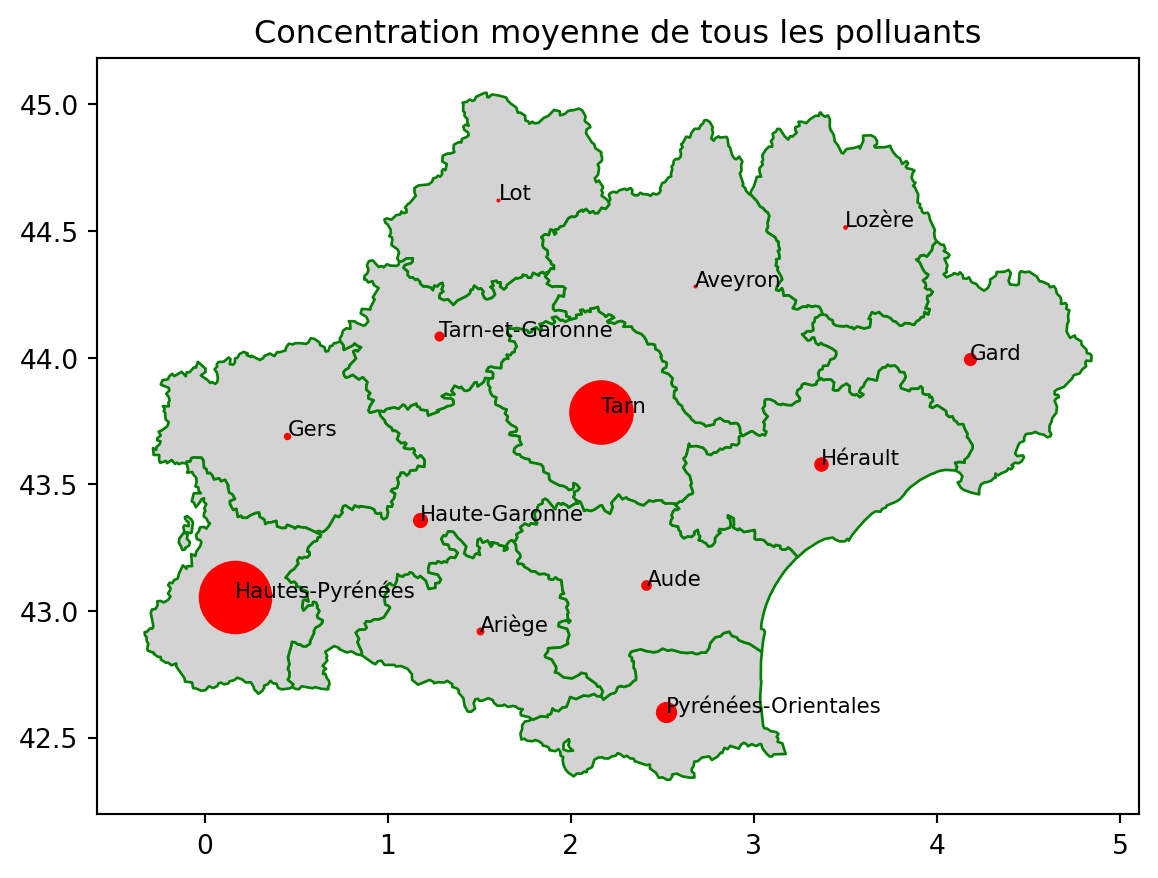 Concentration moyenne de tous les polluants
45.0
44.5
44.0
43.5
43.0
42.5
Lot
Lozère
Aveyron
Tarn-et-Garonne
Gard
Tarn
Gers
Hérault
Haute-Garonne
Aude
Hautes-Pyrénées
Ariège
Pyrénées-Orientales
0 1 2 3 4 5